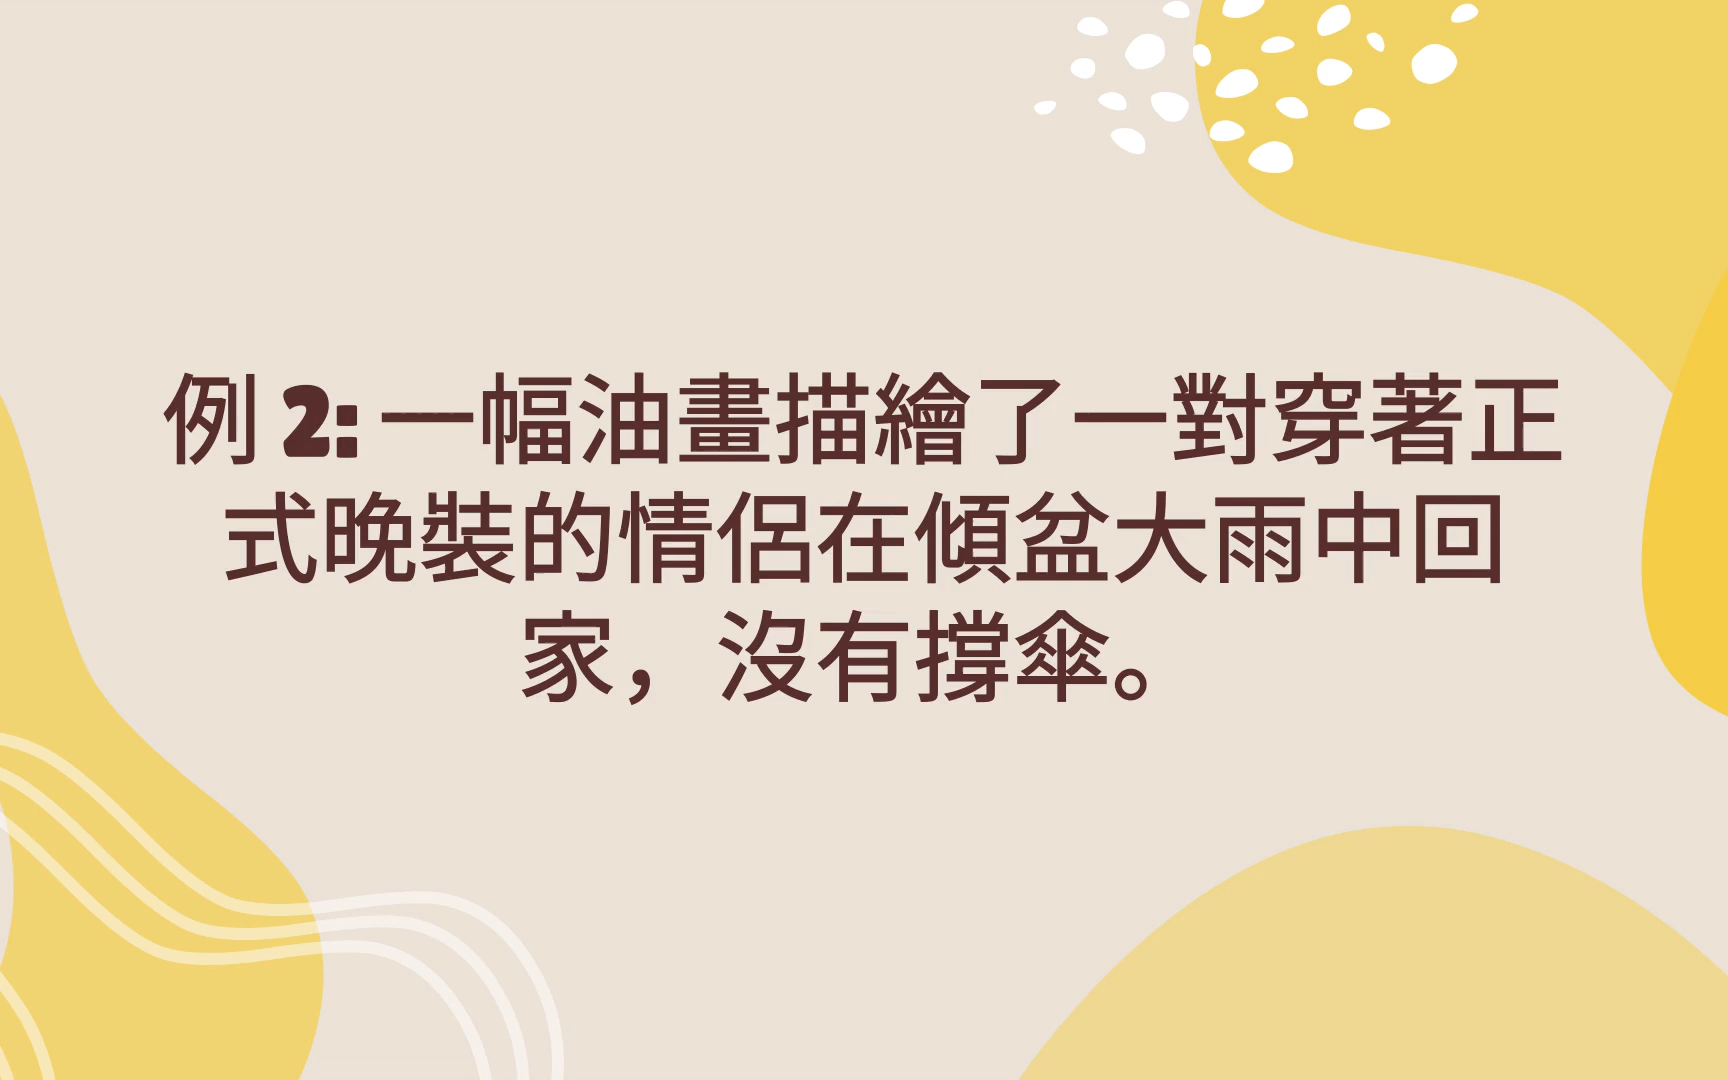 例 2: 一幅油畫描繪了一對穿著正
式晚裝的情侶在傾盆大雨中回
家，沒有撐傘。